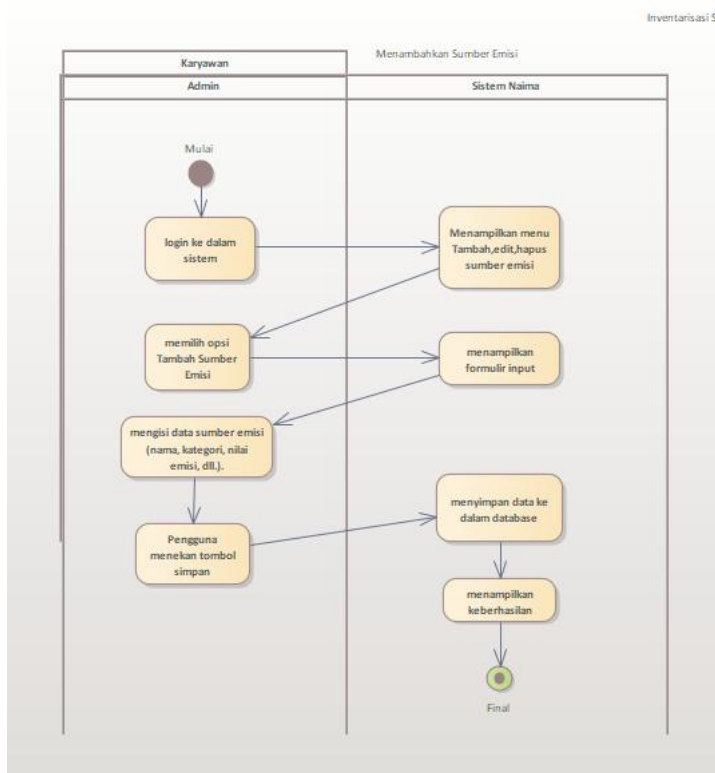 Inventarisasi S
Menambahkan Sumber Emisi
Karyawan
Admin
Sistem Naima
Mulai
login ke dalam
sistem
Menampilkan menu
Tambah,edit,hapus
sumber emisi
memilih opsi
Tambah Sumber
Emisi
menampilkan
formulir input
mengisi data sumber emisi
(nama, kategori, nilai
emisi, dll.).
Pengguna
menekan tombol
simpan
menyimpan data ke
dalam database
menampilkan
keberhasilan
Final